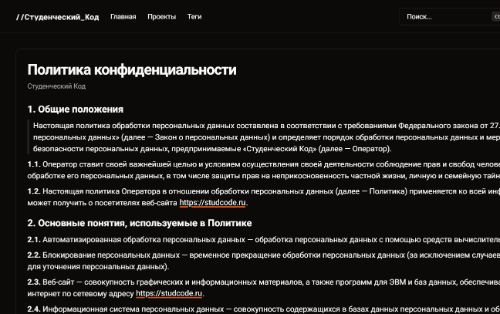 //Студенческий_Код Главная Проекты Теги Поиск...
Политика конфиденциальности
Студенческий Код
1. Общие положения
Настоящая политика обработки персональных данных составлена в соответствии с требованиями Федерального закона от 27.
персональных данных» (далее — Закон о персональных данных) и определяет порядок обработки персональных данных и мер
безопасности персональных данных, предпринимаемые «Студенческий Код» (далее — Оператор).
1.1. Оператор ставит своей важнейшей целью и условием осуществления своей деятельности соблюдение прав и свобод челове
обработке его персональных данных, в том числе защиты прав на неприкосновенность частной жизни, личную и семейную тайн
1.2. Настоящая политика Оператора в отношении обработки персональных данных (далее — Политика) применяется ко всей инф
может получить о посетителях веб-сайта https://studcode.ru.
2. Основные понятия, используемые в Политике
2.1. Автоматизированная обработка персональных данных — обработка персональных данных с помощью средств вычислитель
2.2. Блокирование персональных данных — временное прекращение обработки персональных данных (за исключением случаев
для уточнения персональных данных).
2.3. Веб-сайт — совокупность графических и информационных материалов, а также программ для ЭВМ и баз данных, обеспечива
интернет по сетевому адресу https://studcode.ru.
2.4. Информационная система персональных данных — совокупность содержащихся в базах данных персональных данных и об